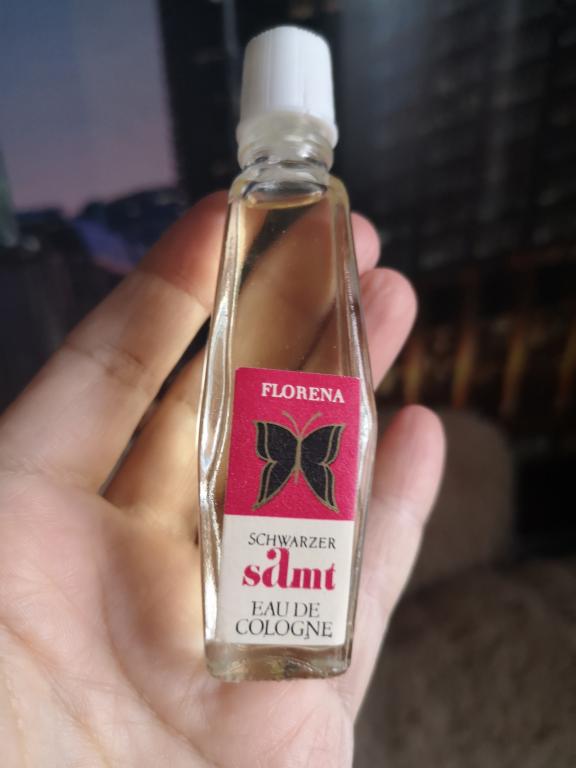 FLORENA
SCHWARZER
samt
EAU DE
COLOGNE